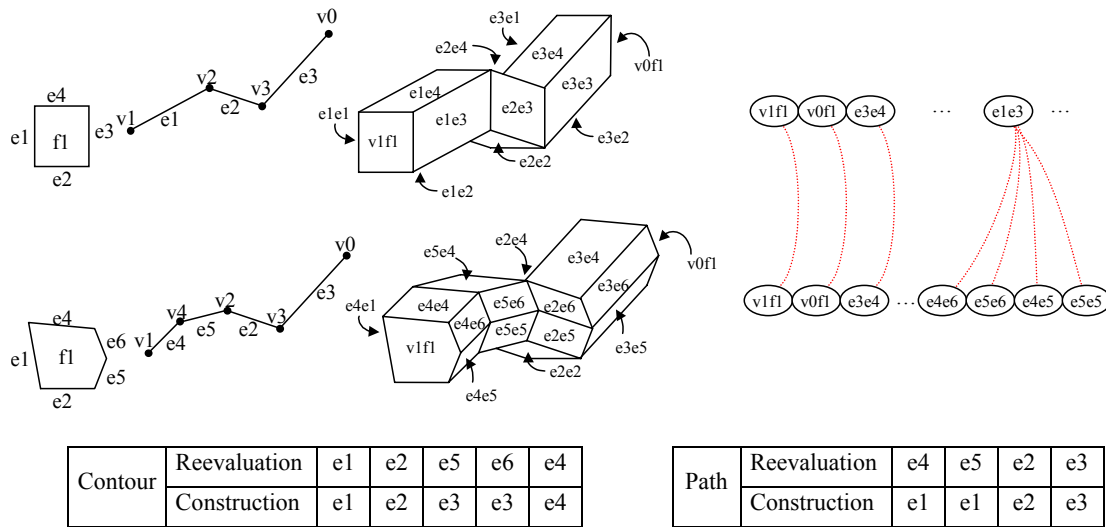 v0
v2
v3
e3
e2
v1
e1
e4
e1
f1
e3
e2
e3e1
e2e4
e3e4
v0f1
e1e4
e3e3
e2e3
e1e3
e1e1
v1f1
e3e2
e2e2
e1e2
v1f1 v0f1 e3e4 ... e1e3 ...
v0
v4
v2
e3
v3
e5
e2
v1
e4
e4
e6
e1
f1
e5
e2
e2e4
e5e4
e3e4
v0f1
e4e1
e4e4
e5e6
e2e6
e3e6
e4e6
e5e5
e2e5
v1f1
e3e5
e2e2
e4e5
v1f1 v0f1 e3e4 ... e4e6 e5e6 e4e5 e5e5
Contour
Reevaluation e1 e2 e5 e6 e4
Construction e1 e2 e3 e3 e4
Path
Reevaluation e4 e5 e2 e3
Construction e1 e1 e2 e3